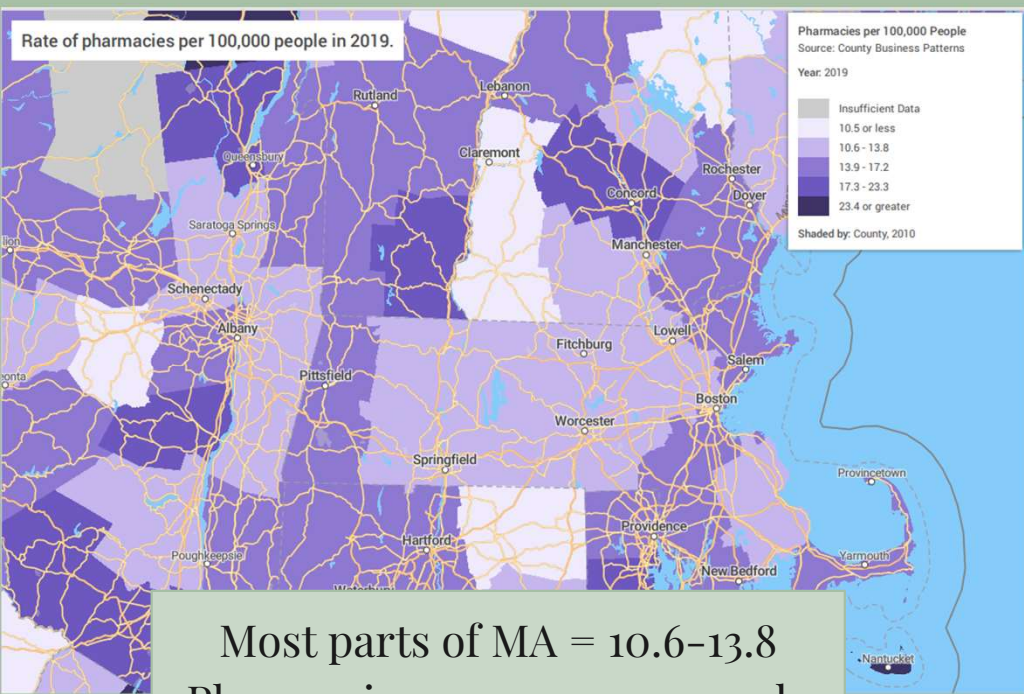 Rate of pharmacies per 100,000 people in 2019.
Pharmacies per 100,000 People
Source: County Business Patterns
Year: 2019
Insufficient Data
10.5 or less
10.6 - 13.8
13.9 - 17.2
17.3 - 23.3
23.4 or greater
Shaded by: County, 2010
Rutland
Lebanon
Queensbury
Claremont
Rochester
Concord
Dover
Saratoga Springs
Manchester
Schenectady
Albany
Lowell
Fitchburg
Salem
Pittsfield
Boston
Worcester
Springfield
Provincetown
Providence
Hartford
Poughkeepsie
Yarmouth
New Bedford
Nantucket
Most parts of MA = 10.6-13.8